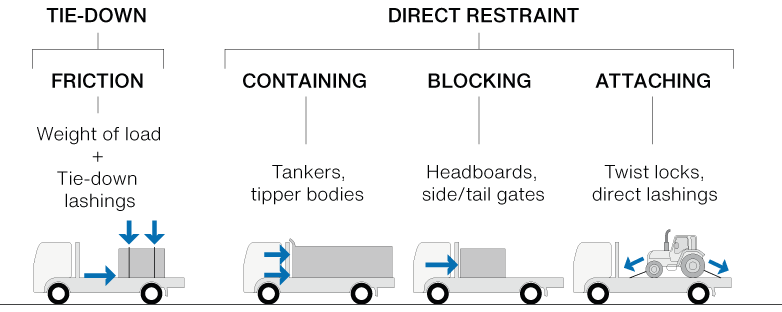 TIE-DOWN
DIRECT RESTRAINT
FRICTION
CONTAINING
BLOCKING
ATTACHING
Weight of load
+
Tie-down
lashings
Tankers,
tipper bodies
Headboards,
side/tail gates
Twist locks,
direct lashings